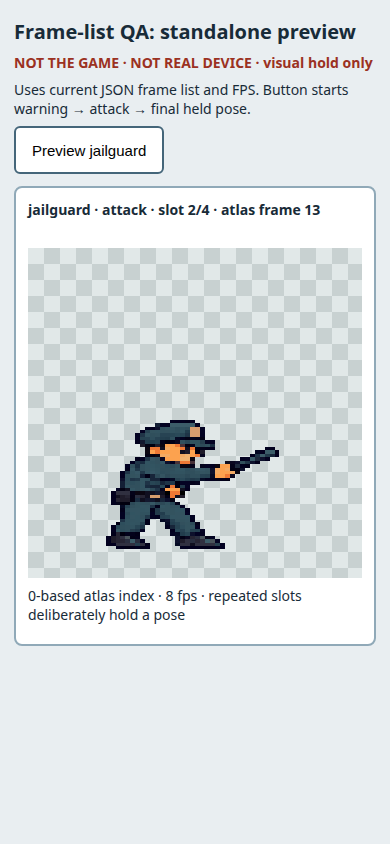 Frame-list QA: standalone preview
NOT THE GAME · NOT REAL DEVICE · visual hold only
Uses current JSON frame list and FPS. Button starts
warning → attack → final held pose.
Preview jailguard
jailguard · attack · slot 2/4 · atlas frame 13
0-based atlas index · 8 fps · repeated slots
deliberately hold a pose